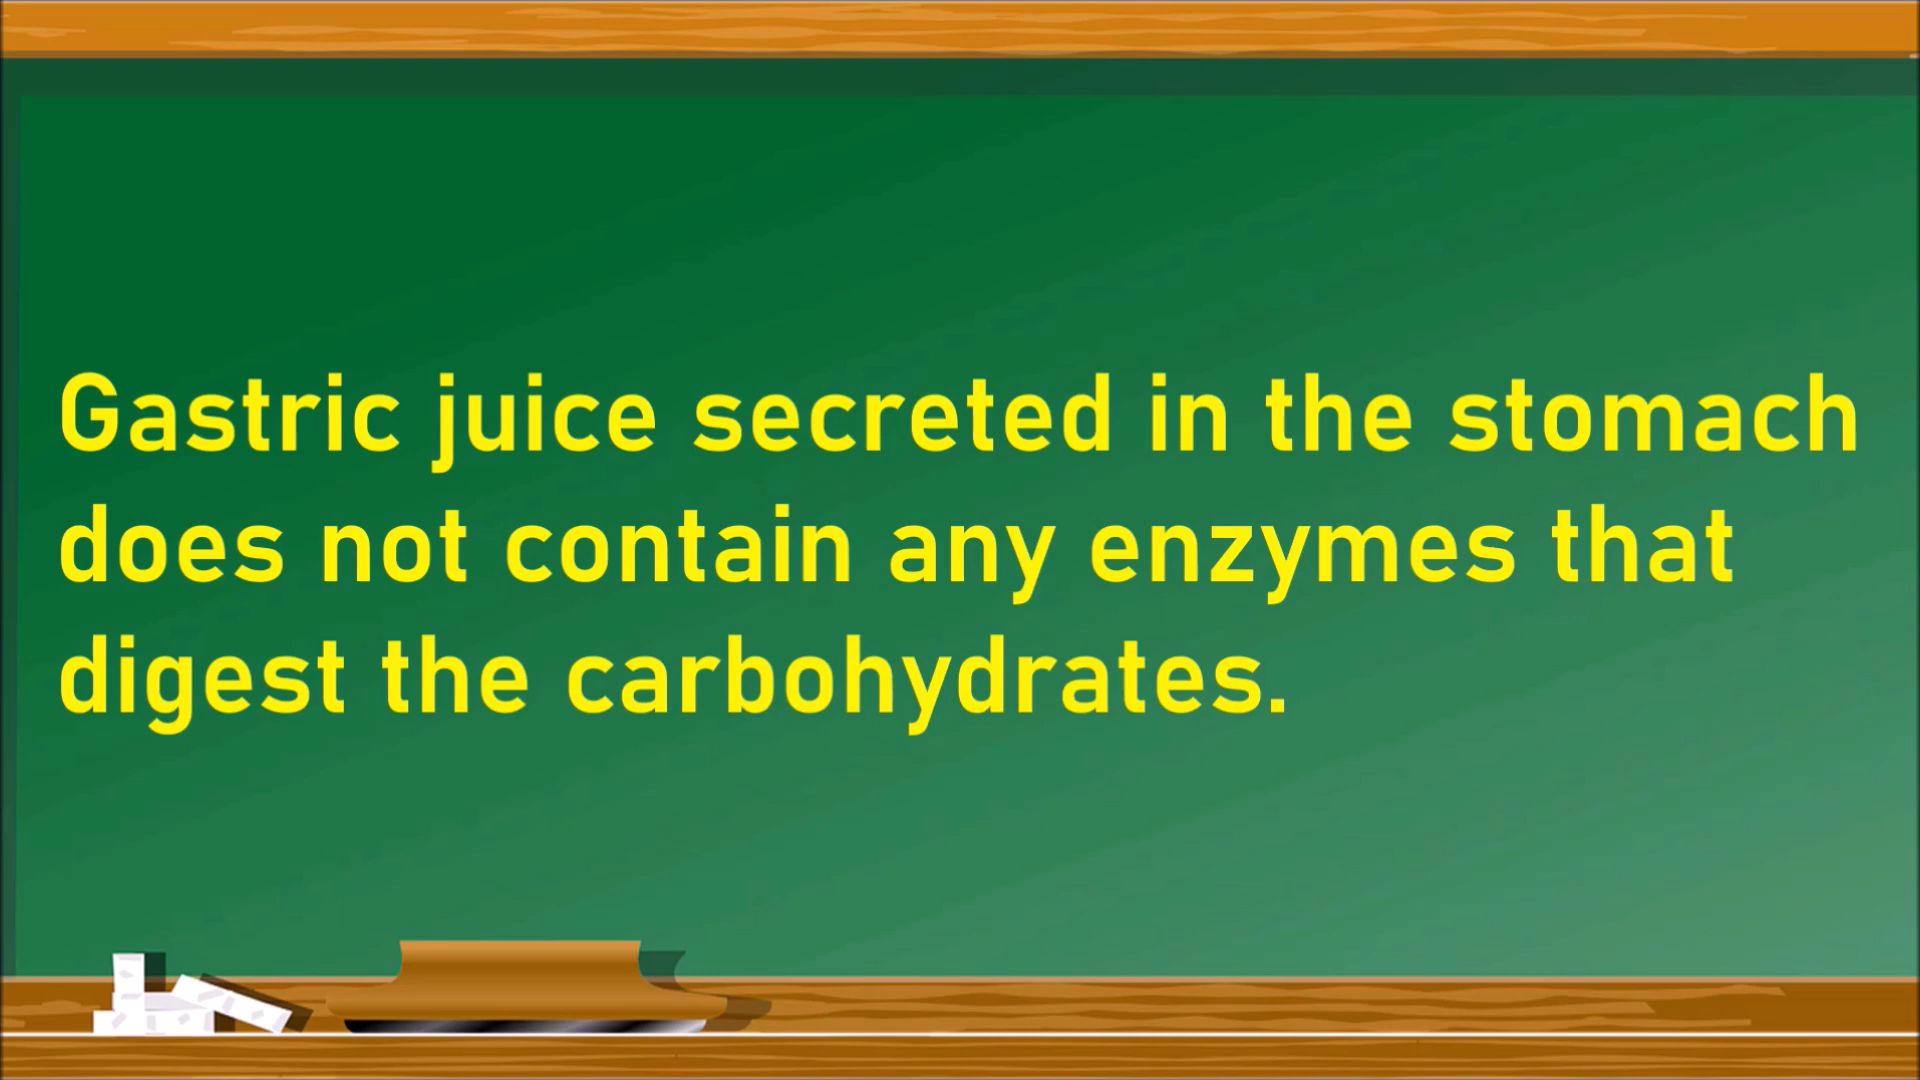 Gastric juice secreted in the stomach
does not contain any enzymes that
digest the carbohydrates.